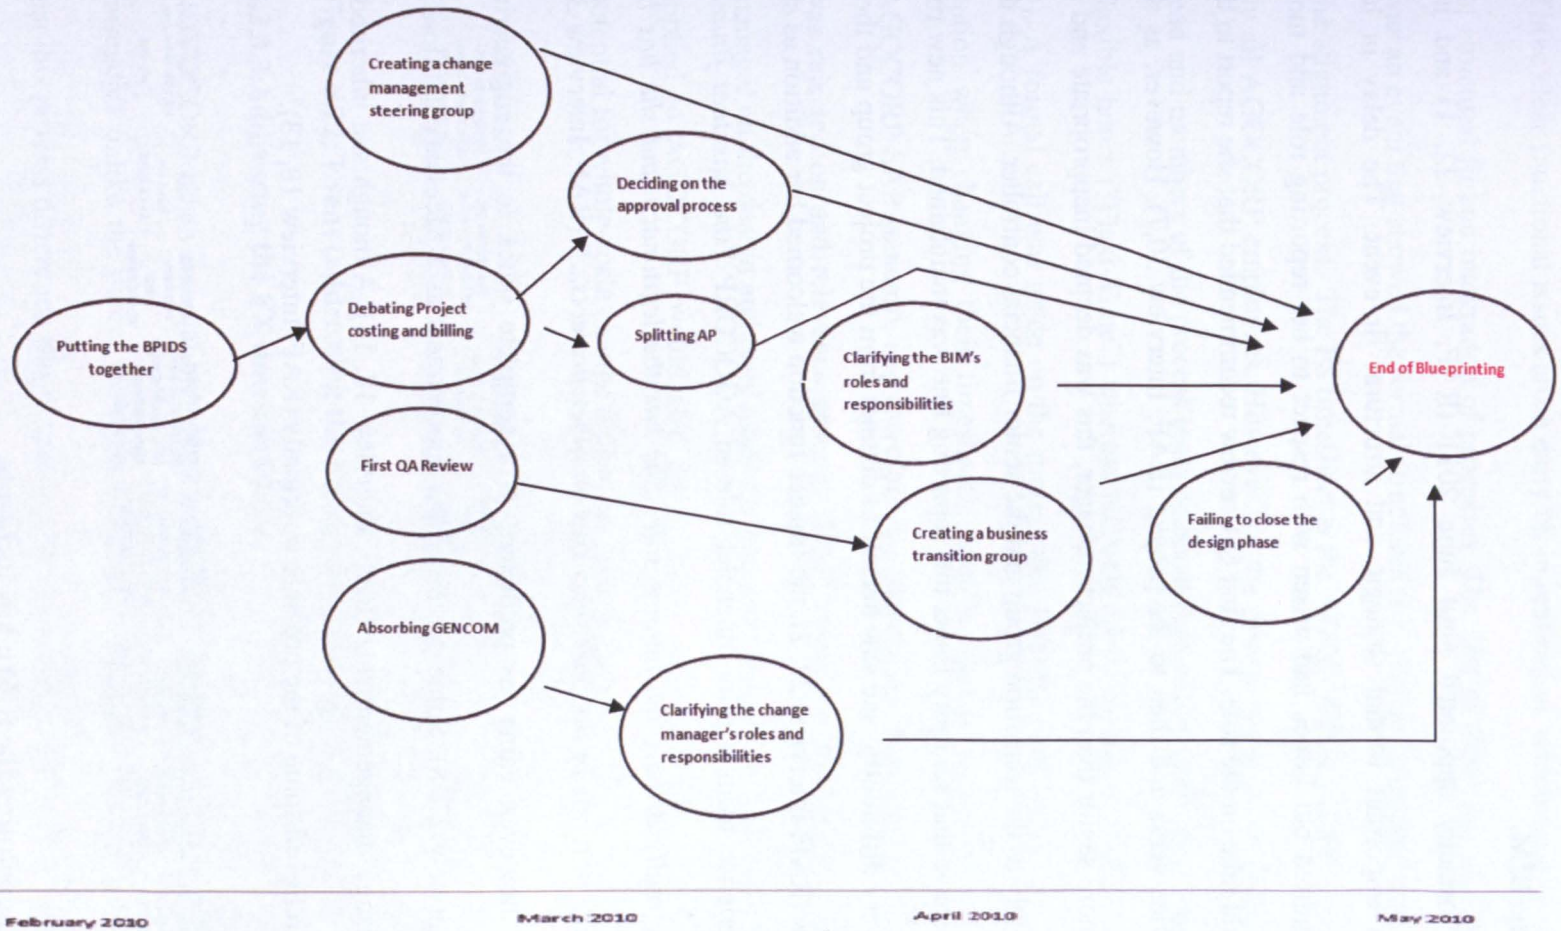 Creating a change
management
steering group
Deciding on the
approval process
Debating Project
costing and billing
Splitting AP
Putting the BPIDS
together
Clarifying the BIM's
roles and
responsibilities
End of Blueprinting
First QA Review
Creating a business
transition group
Failing to close the
design phase
Absorbing GENCOM
Clarifying the change
manager's roles and
responsibilities
February 2010
March 2010
April 2010
May 2010